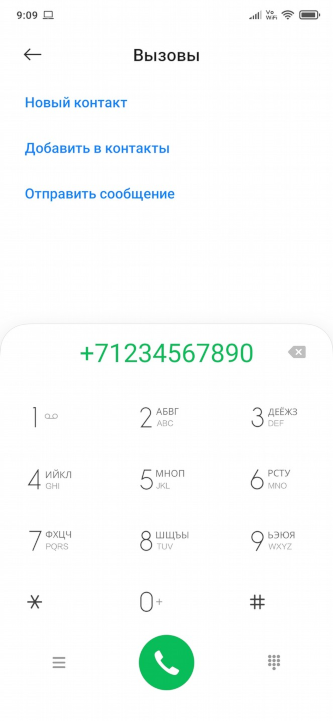 9:09
Vo WiFi
Вызовы
Новый контакт
Добавить в контакты
Отправить сообщение
+71234567890
1
2 АБВГ ABC
3 ДЕЁЖЗ DEF
4 ИЙКЛ GHI
5 МНОП JKL
6 РСТУ MNO
7 ФХЦЧ PQRS
8 ШЩЪЫ TUV
9 ЬЭЮЯ WXYZ
* 0 + #